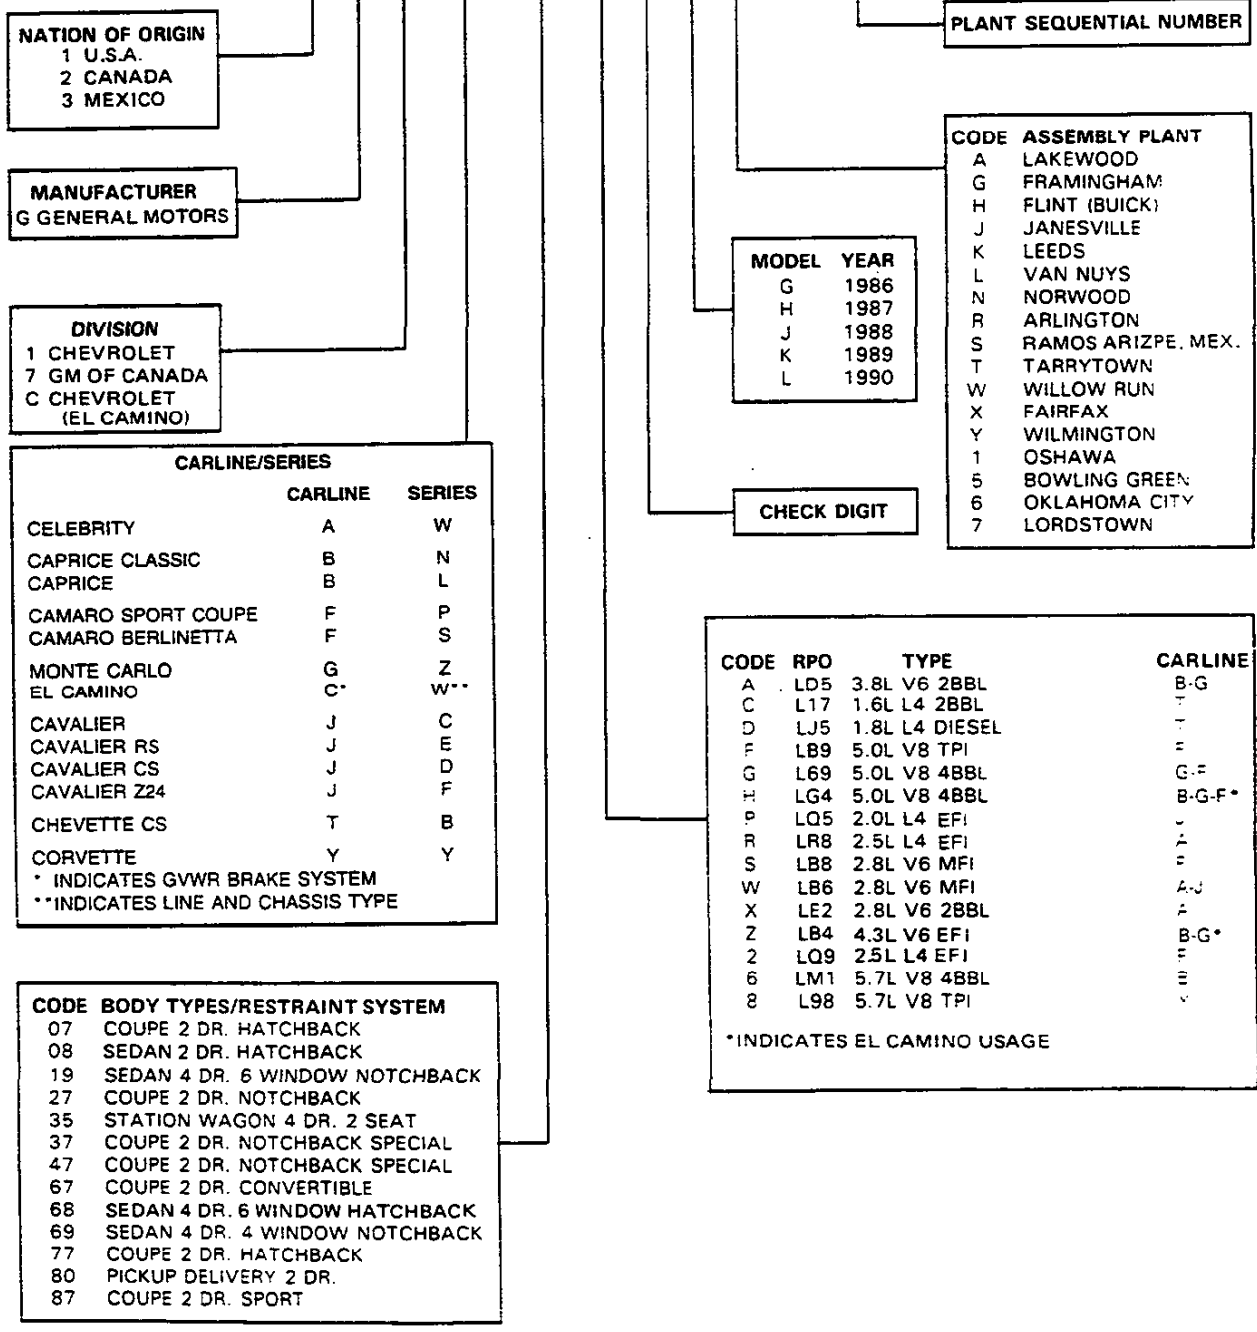 NATION OF ORIGIN
1 U.S.A.
2 CANADA
3 MEXICO
MANUFACTURER
G GENERAL MOTORS
DIVISION
1 CHEVROLET
7 GM OF CANADA
C CHEVROLET
(EL CAMINO)
CARLINE/SERIES
CARLINE SERIES
CELEBRITY A W
CAPRICE CLASSIC B N
CAPRICE B L
CAMARO SPORT COUPE F P
CAMARO BERLINETTA F S
MONTE CARLO G Z
EL CAMINO C* W**
CAVALIER J C
CAVALIER RS J E
CAVALIER CS J D
CAVALIER Z24 J F
CHEVETTE CS T B
CORVETTE Y Y
* INDICATES GVWR BRAKE SYSTEM
**INDICATES LINE AND CHASSIS TYPE
CODE BODY TYPES/RESTRAINT SYSTEM
07 COUPE 2 DR. HATCHBACK
08 SEDAN 2 DR. HATCHBACK
19 SEDAN 4 DR. 6 WINDOW NOTCHBACK
27 COUPE 2 DR. NOTCHBACK
35 STATION WAGON 4 DR. 2 SEAT
37 COUPE 2 DR. NOTCHBACK SPECIAL
47 COUPE 2 DR. NOTCHBACK SPECIAL
67 COUPE 2 DR. CONVERTIBLE
68 SEDAN 4 DR. 6 WINDOW HATCHBACK
69 SEDAN 4 DR. 4 WINDOW NOTCHBACK
77 COUPE 2 DR. HATCHBACK
80 PICKUP DELIVERY 2 DR.
87 COUPE 2 DR. SPORT
PLANT SEQUENTIAL NUMBER
CODE ASSEMBLY PLANT
A LAKEWOOD
G FRAMINGHAM
H FLINT (BUICK)
J JANESVILLE
K LEEDS
L VAN NUYS
N NORWOOD
R ARLINGTON
S RAMOS ARIZPE, MEX.
T TARRYTOWN
W WILLOW RUN
X FAIRFAX
Y WILMINGTON
1 OSHAWA
5 BOWLING GREEN
6 OKLAHOMA CITY
7 LORDSTOWN
MODEL YEAR
G 1986
H 1987
J 1988
K 1989
L 1990
CHECK DIGIT
CODE RPO TYPE CARLINE
A LD5 3.8L V6 2BBL B-G
C L17 1.6L L4 2BBL
D LJ5 1.8L L4 DIESEL
F LB9 5.0L V8 TPI
G L69 5.0L V8 4BBL G-F
H LG4 5.0L V8 4BBL B-G-F*
P LQ5 2.0L L4 EFI
R LR8 2.5L L4 EFI
S LB8 2.8L V6 MFI
W LB6 2.8L V6 MFI A-J
X LE2 2.8L V6 2BBL
Z LB4 4.3L V6 EFI B-G*
2 LQ9 2.5L L4 EFI
6 LM1 5.7L V8 4BBL
8 L98 5.7L V8 TPI
*INDICATES EL CAMINO USAGE